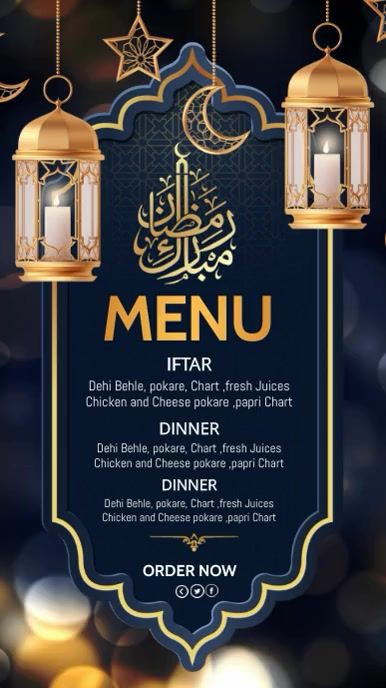 رمضان
مبارك
MENU
IFTAR
Dehi Behle, pokare, Chart ,fresh Juices
Chicken and Cheese pokare ,papri Chart
DINNER
Dehi Behle, pokare, Chart ,fresh Juices
Chicken and Cheese pokare ,papri Chart
DINNER
Dehi Behle, pokare, Chart ,fresh Juices
Chicken and Cheese pokare ,papri Chart
ORDER NOW